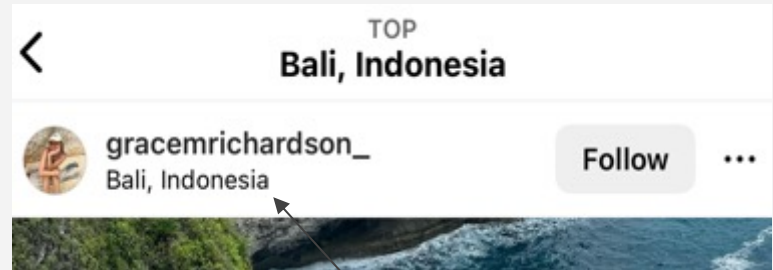 TOP
Bali, Indonesia
gracemrichardson_
Follow
Bali, Indonesia